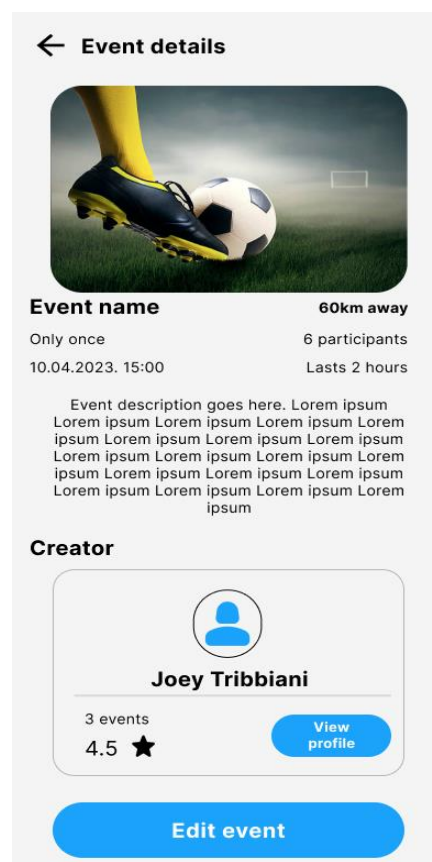 Event details
Event name
60km away
Only once
6 participants
10.04.2023. 15:00
Lasts 2 hours
Event description goes here. Lorem ipsum
Lorem ipsum Lorem ipsum Lorem ipsum Lorem
ipsum Lorem ipsum Lorem ipsum Lorem ipsum
Lorem ipsum Lorem ipsum Lorem ipsum Lorem
ipsum Lorem ipsum Lorem ipsum Lorem ipsum
Lorem ipsum Lorem ipsum Lorem ipsum Lorem
ipsum
Creator
Joey Tribbiani
3 events
4.5
View
profile
Edit event